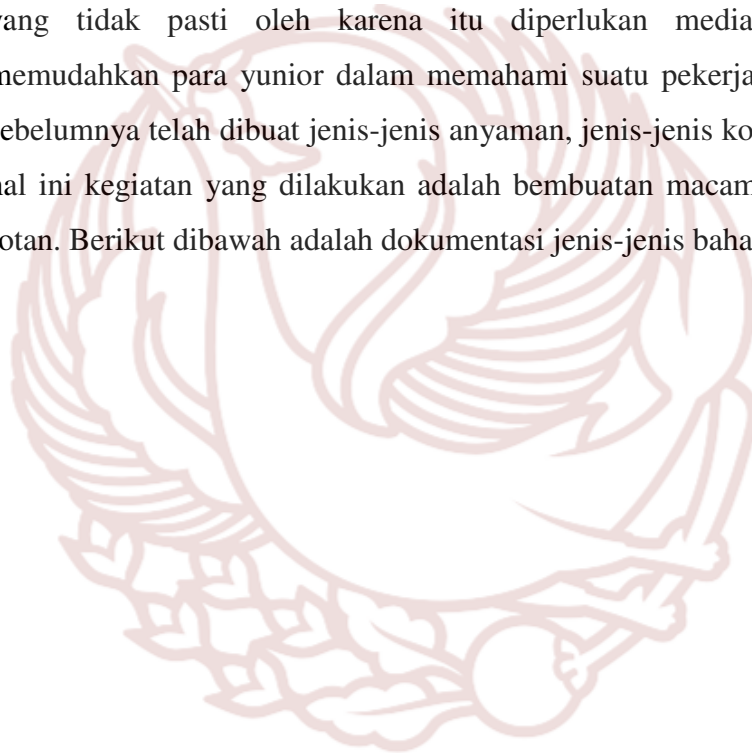 yang tidak pasti oleh karena itu diperlukan media
memudahkan para yunior dalam memahami suatu pekerja
sebelumnya telah dibuat jenis-jenis anyaman, jenis-jenis ko
hal ini kegiatan yang dilakukan adalah bembuatan macam
rotan. Berikut dibawah adalah dokumentasi jenis-jenis baha